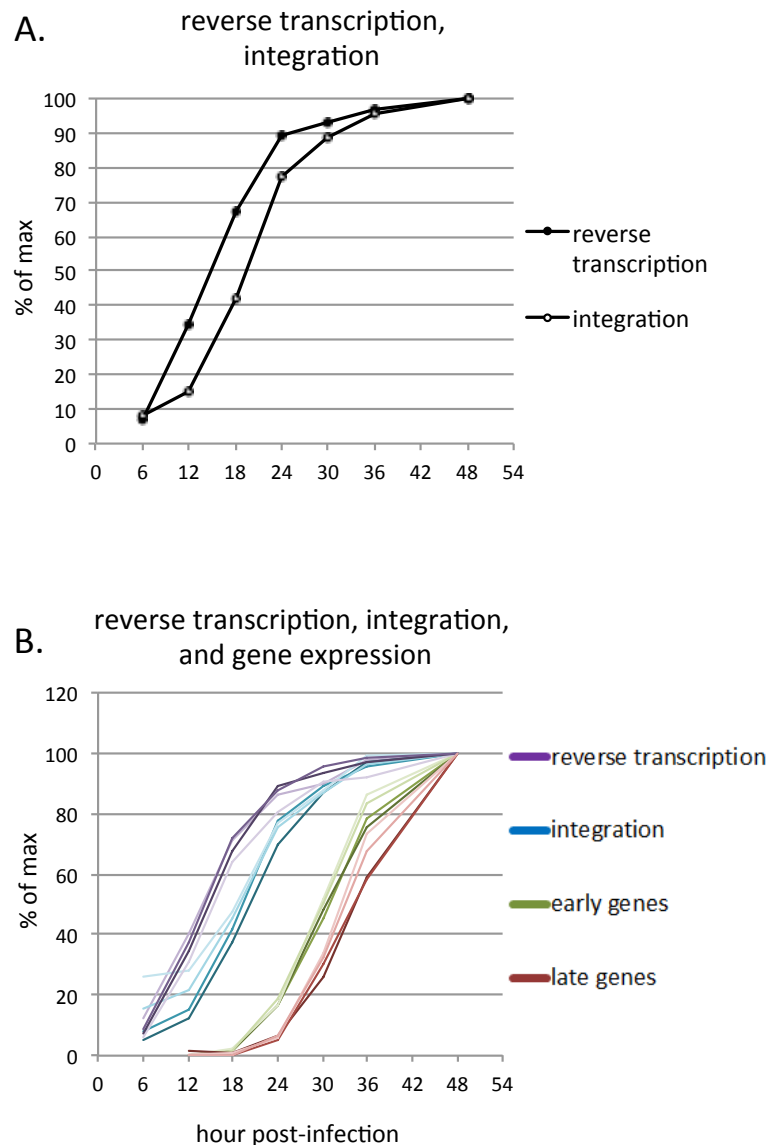 A.
reverse transcription,
integration
100
90
80
70
60
50
40
30
20
10
0
% of max
0 6 12 18 24 30 36 42 48 54
reverse
transcription
integration
B.
reverse transcription, integration,
and gene expression
120
100
80
60
40
20
0
% of max
0 6 12 18 24 30 36 42 48 54
hour post-infection
reverse transcription
integration
early genes
late genes